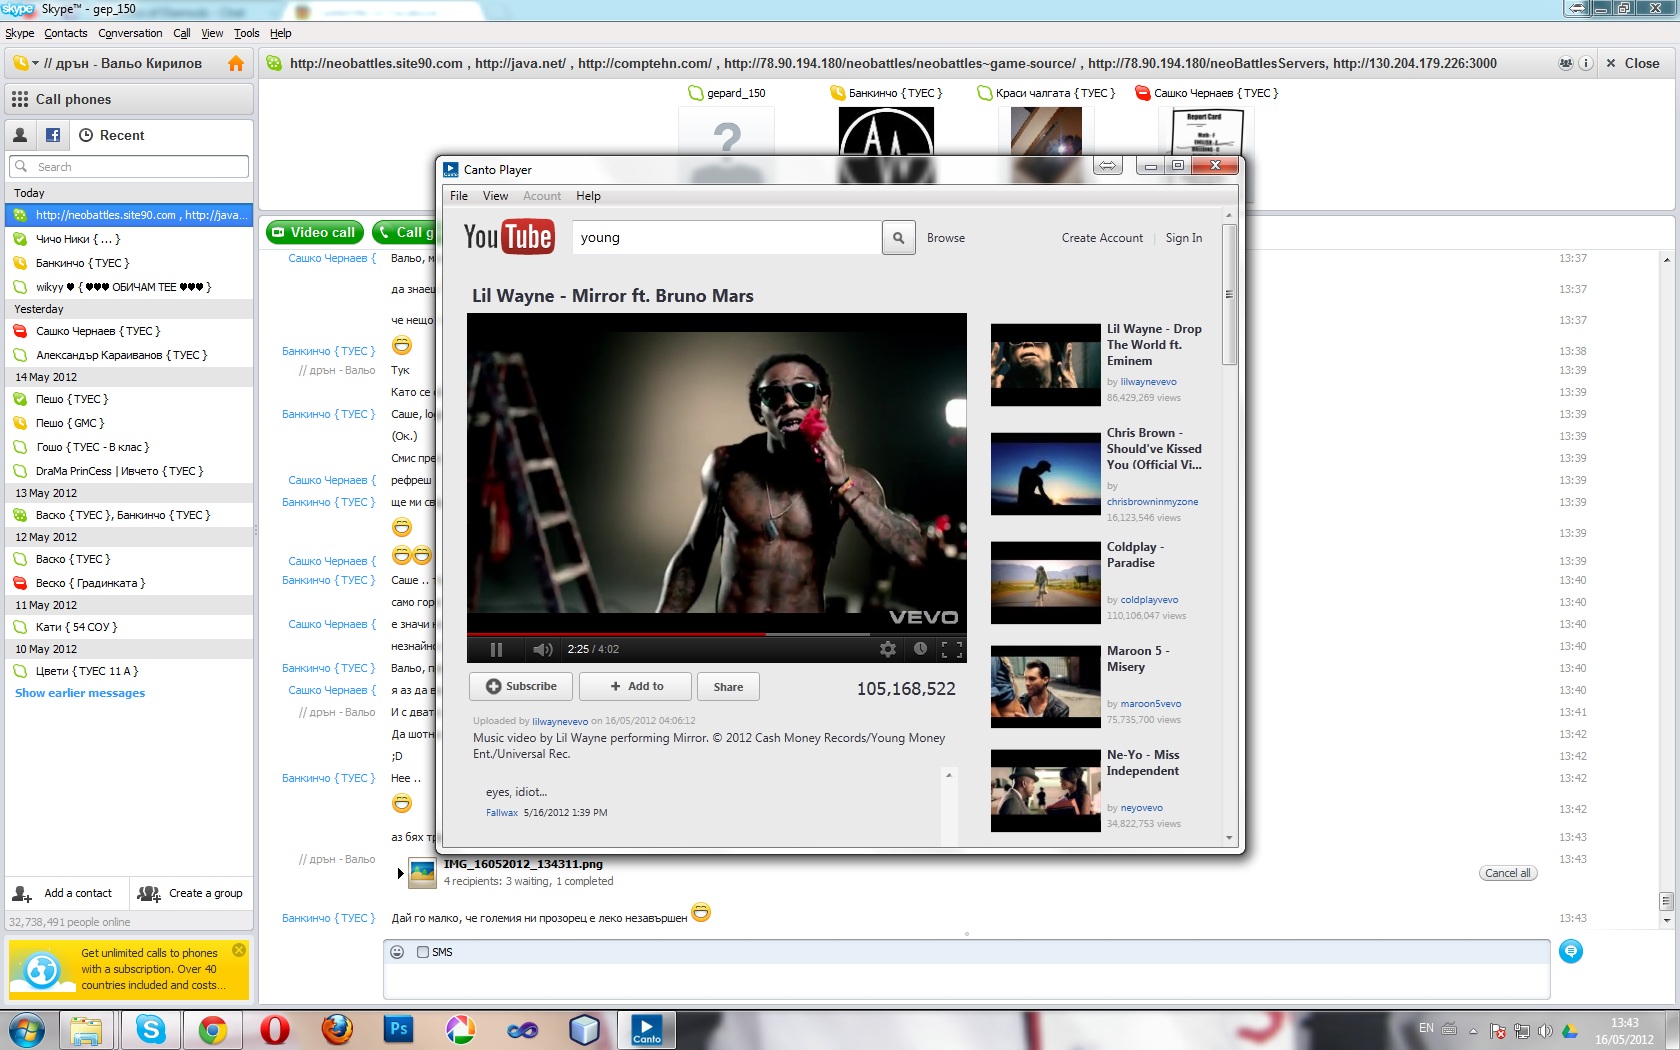 Skype™ - gep_150
Skype Contacts Conversation Call View Tools Help
// дрън - Вальо Кирилов
http://neobattles.site90.com , http://java.net/ , http://comptehn.com/ , http://78.90.194.180/neobattles/neobattles~game-source/ , http://78.90.194.180/neoBattlesServers, http://130.204.179.226:3000
Close
Call phones
Recent
Search
Today
http://neobattles.site90.com , http://java...
Чичо Ники { ... }
Банкинчо { ТУЕС }
wikyy ♥ { ♥♥♥ ОБИЧАМ ТЕЕ ♥♥♥ }
Yesterday
Сашко Чернаев { ТУЕС }
Александър Караиванов { ТУЕС }
14 May 2012
Пешо { ТУЕС }
Пешо { GMC }
Гошо { ТУЕС - В клас }
DraMa PrinCess | Ивчето { ТУЕС }
13 May 2012
Васко { ТУЕС }, Банкинчо { ТУЕС }
12 May 2012
Васко { ТУЕС }
Веско { Градинката }
11 May 2012
Кати { 54 СОУ }
10 May 2012
Цвети { ТУЕС 11 А }
Show earlier messages
Add a contact
Create a group
32,738,491 people online
Get unlimited calls to phones
with a subscription. Over 40
countries included and costs...
gepard_150
Банкинчо { ТУЕС }
Краси чалгата { ТУЕС }
Сашко Чернаев { ТУЕС }
Report Card
Video call
Call g
Сашко Чернаев { Вальо, м 13:37
да знаеш 13:37
че нещо 13:37
Банкинчо { ТУЕС } 13:38
// дрън - Вальо Тук 13:39
Като се 13:39
Банкинчо { ТУЕС } Саше, 13:39
(Ок.) 13:39
Смис пре 13:39
Сашко Чернаев { рефреш 13:39
Банкинчо { ТУЕС } ще ми св 13:39
13:39
Сашко Чернаев { 13:39
Банкинчо { ТУЕС } Саше .. 13:40
само гор 13:40
Сашко Чернаев { е значи 13:40
незнайно 13:40
Банкинчо { ТУЕС } Вальо, п 13:40
Сашко Чернаев { я аз да в 13:40
// дрън - Вальо И с дват 13:41
Да шотн 13:42
;D 13:42
Банкинчо { ТУЕС } Нее .. 13:42
13:42
аз бях тр 13:43
// дрън - Вальо IMG_16052012_134311.png 13:43
4 recipients: 3 waiting, 1 completed
Cancel all
Банкинчо { ТУЕС } Дай го малко, че големия ни прозорец е леко незавършен 13:43
SMS
Canto Player
File View Acount Help
YouTube
young
Browse
Create Account | Sign In
Lil Wayne - Mirror ft. Bruno Mars
vevo
2:25 / 4:02
Subscribe
+ Add to
Share
105,168,522
Uploaded by lilwaynevevo on 16/05/2012 04:06:12
Music video by Lil Wayne performing Mirror. © 2012 Cash Money Records/Young Money
Ent./Universal Rec.
eyes, idiot...
Fallwax 5/16/2012 1:39 PM
Lil Wayne - Drop
The World ft.
Eminem
by lilwaynevevo
86,429,269 views
Chris Brown -
Should've Kissed
You (Official Vi...
by
chrisbrowninmyzone
16,123,546 views
Coldplay -
Paradise
by coldplayvevo
110,106,047 views
Maroon 5 -
Misery
by maroon5vevo
75,735,700 views
Ne-Yo - Miss
Independent
by neyovevo
34,822,753 views
Ps
Canto
EN
13:43
16/05/2012